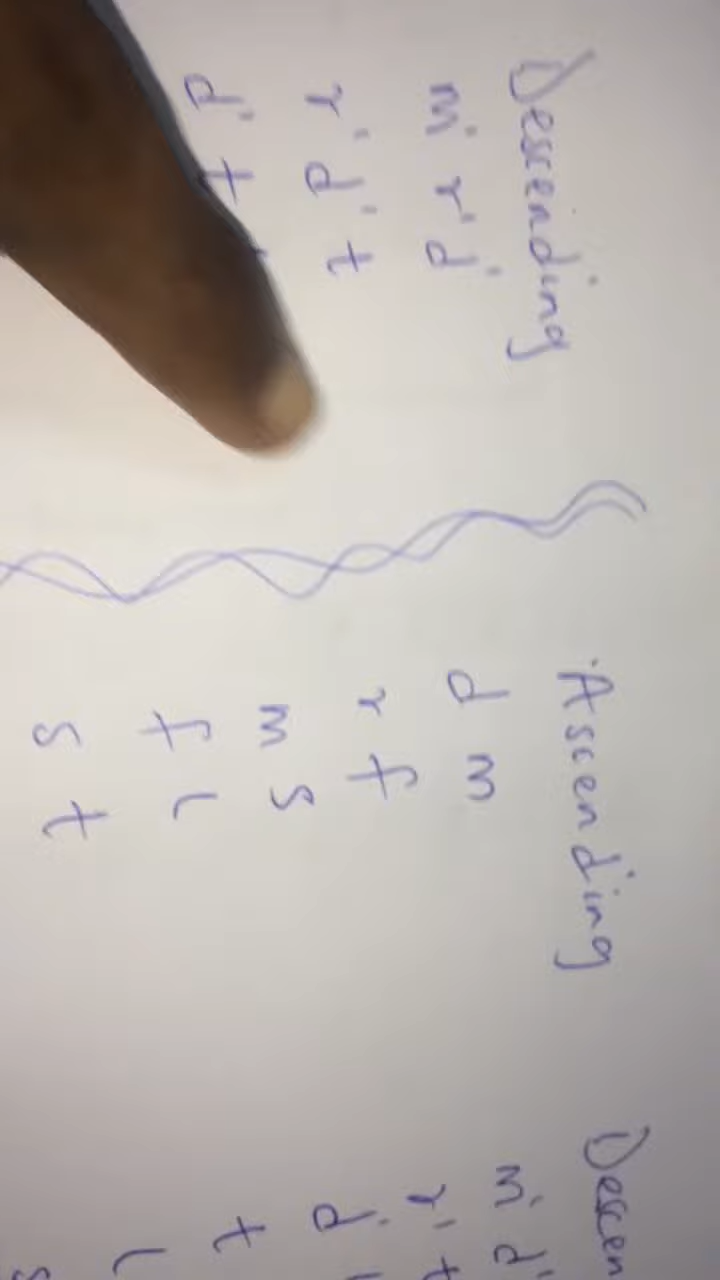 Descending
m' r' d'
r' d' t
d' t
Ascending
d m
r f
m s
f l
s t
Descen
m' d'
r' t
d'
t
l